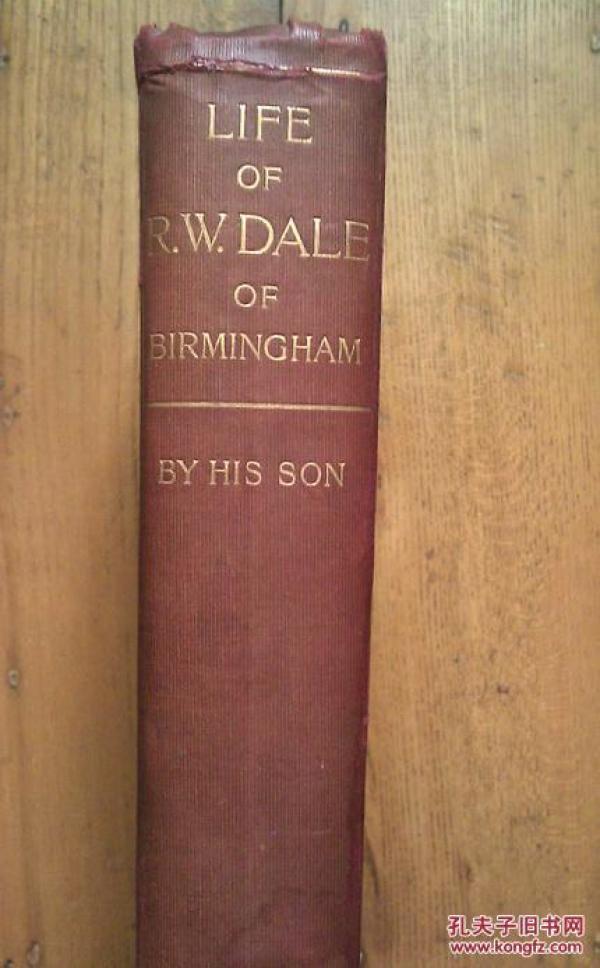 LIFE
OF
R.W. DALE
OF
BIRMINGHAM
BY HIS SON
孔夫子旧书网
www.kongfz.com